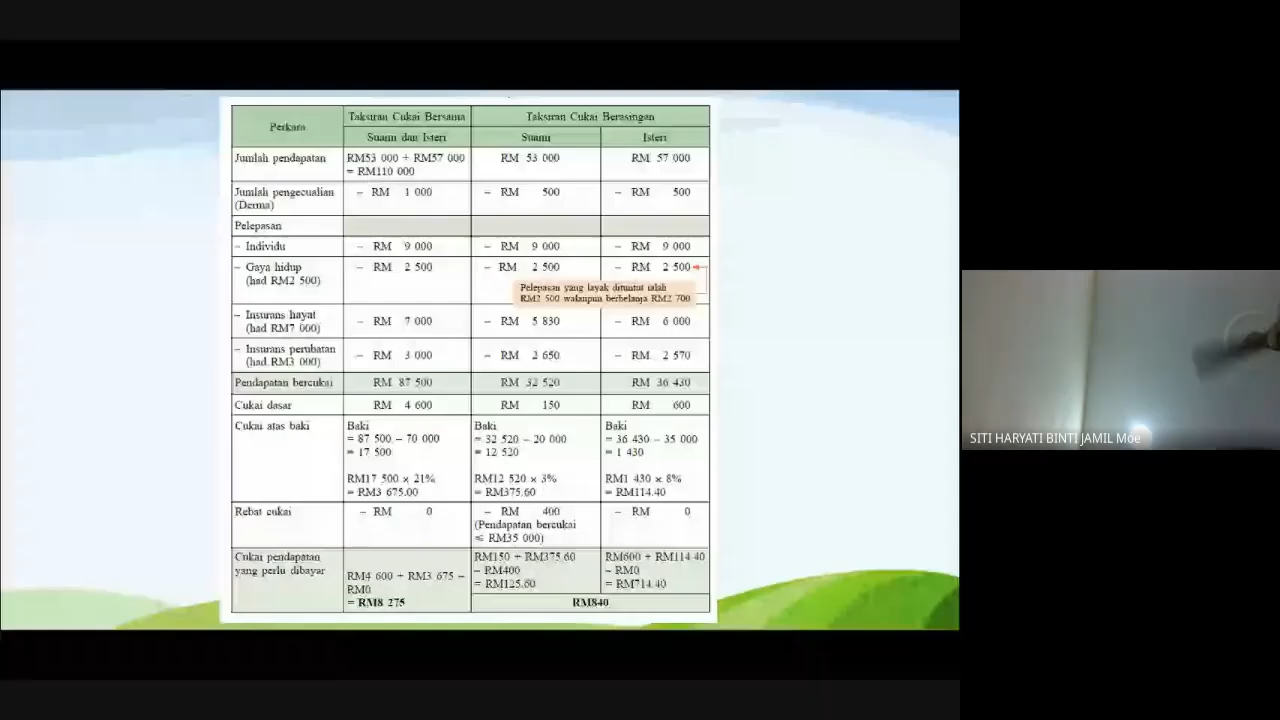 Perkara
Taksiran Cukai Bersama
Taksiran Cukai Berasingan
Suami dan Isteri
Suami
Isteri
Jumlah pendapatan
RM53 000 + RM57 000
= RM110 000
RM 53 000
RM 57 000
Jumlah pengecualian
(Derma)
– RM 1 000
– RM 500
– RM 500
Pelepasan
– Individu
– RM 9 000
– RM 9 000
– RM 9 000
– Gaya hidup
(had RM2 500)
– RM 2 500
– RM 2 500
– RM 2 500
Pelepasan yang layak dituntut ialah
RM2 500 walaupun berbelanja RM2 700
– Insurans hayat
(had RM7 000)
– RM 7 000
– RM 5 830
– RM 6 000
– Insurans perubatan
(had RM3 000)
– RM 3 000
– RM 2 650
– RM 2 570
Pendapatan bercukai
RM 87 500
RM 32 520
RM 36 430
Cukai dasar
RM 4 600
RM 150
RM 600
Cukai atas baki
Baki
= 87 500 – 70 000
= 17 500
RM17 500 × 21%
= RM3 675.00
Baki
= 32 520 – 20 000
= 12 520
RM12 520 × 3%
= RM375.60
Baki
= 36 430 – 35 000
= 1 430
RM1 430 × 8%
= RM114.40
Rebat cukai
– RM 0
– RM 400
(Pendapatan bercukai
≤ RM35 000)
– RM 0
Cukai pendapatan
yang perlu dibayar
RM4 600 + RM3 675 –
RM0
= RM8 275
RM150 + RM375.60
– RM400
= RM125.60
RM600 + RM114.40
– RM0
= RM714.40
RM840
SITI HARYATI BINTI JAMIL Moe